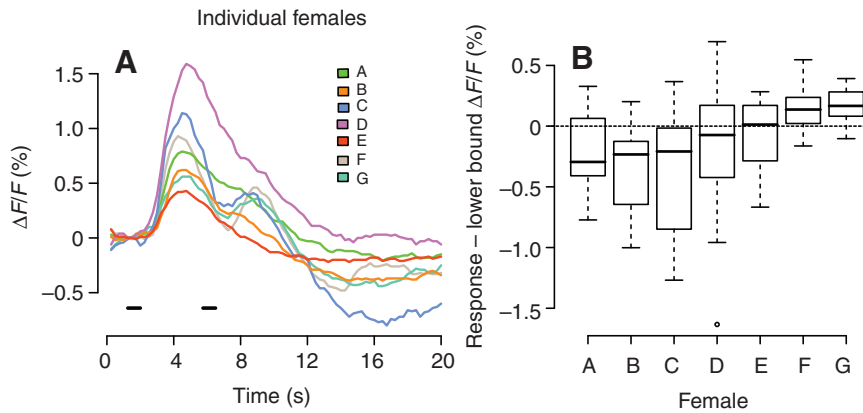 Individual females
A
ΔF/F (%)
1.5
1.0
0.5
0
−0.5
A
B
C
D
E
F
G
0 4 8 12 16 20
Time (s)
B
Response – lower bound ΔF/F (%)
0.5
0
−0.5
−1.0
−1.5
A B C D E F G
Female